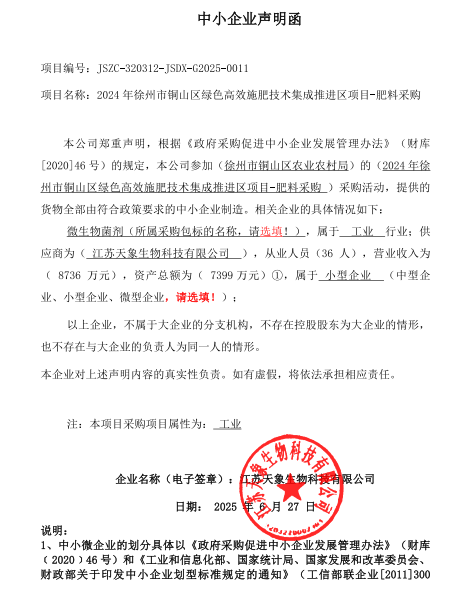 中小企业声明函
项目编号：JSZC-320312-JSDX-G2025-0011
项目名称：2024 年徐州市铜山区绿色高效施肥技术集成推进区项目-肥料采购
本公司郑重声明，根据《政府采购促进中小企业发展管理办法》（财库
[2020]46 号）的规定，本公司参加（徐州市铜山区农业农村局）的（2024 年徐
州市铜山区绿色高效施肥技术集成推进区项目-肥料采购 ）采购活动，提供的
货物全部由符合政策要求的中小企业制造。相关企业的具体情况如下：
微生物菌剂（所属采购包标的名称，请选填！），属于 工业 行业；供
应商为（ 江苏天象生物科技有限公司 ），从业人员（36 人），营业收入为
（ 8736 万元），资产总额为（ 7399 万元）①，属于 小型企业 （中型企
业、小型企业、微型企业，请选填！）；
以上企业，不属于大企业的分支机构，不存在控股股东为大企业的情形，
也不存在与大企业的负责人为同一人的情形。
本企业对上述声明内容的真实性负责。如有虚假，将依法承担相应责任。
注：本项目采购项目属性为： 工业
江苏天象生物科技有限公司
企业名称（电子签章）：江苏天象生物科技有限公司
日期： 2025 年 6 月 27 日
说明：
1、中小微企业的划分具体以《政府采购促进中小企业发展管理办法》（财库
﹝2020﹞46 号）和《工业和信息化部、国家统计局、国家发展和改革委员会、
财政部关于印发中小企业划型标准规定的通知》（工信部联企业[2011]300